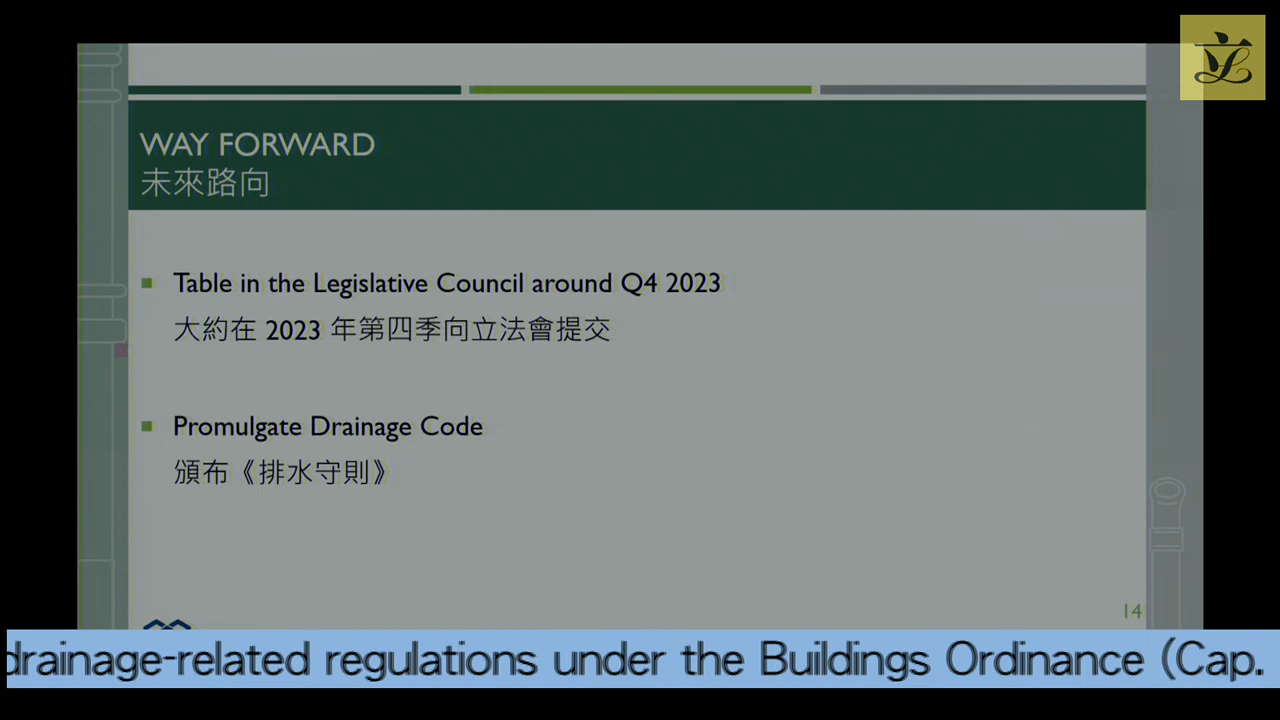 WAY FORWARD
未來路向
Table in the Legislative Council around Q4 2023
大約在 2023 年第四季向立法會提交
Promulgate Drainage Code
頒布《排水守則》
14
drainage-related regulations under the Buildings Ordinance (Cap.